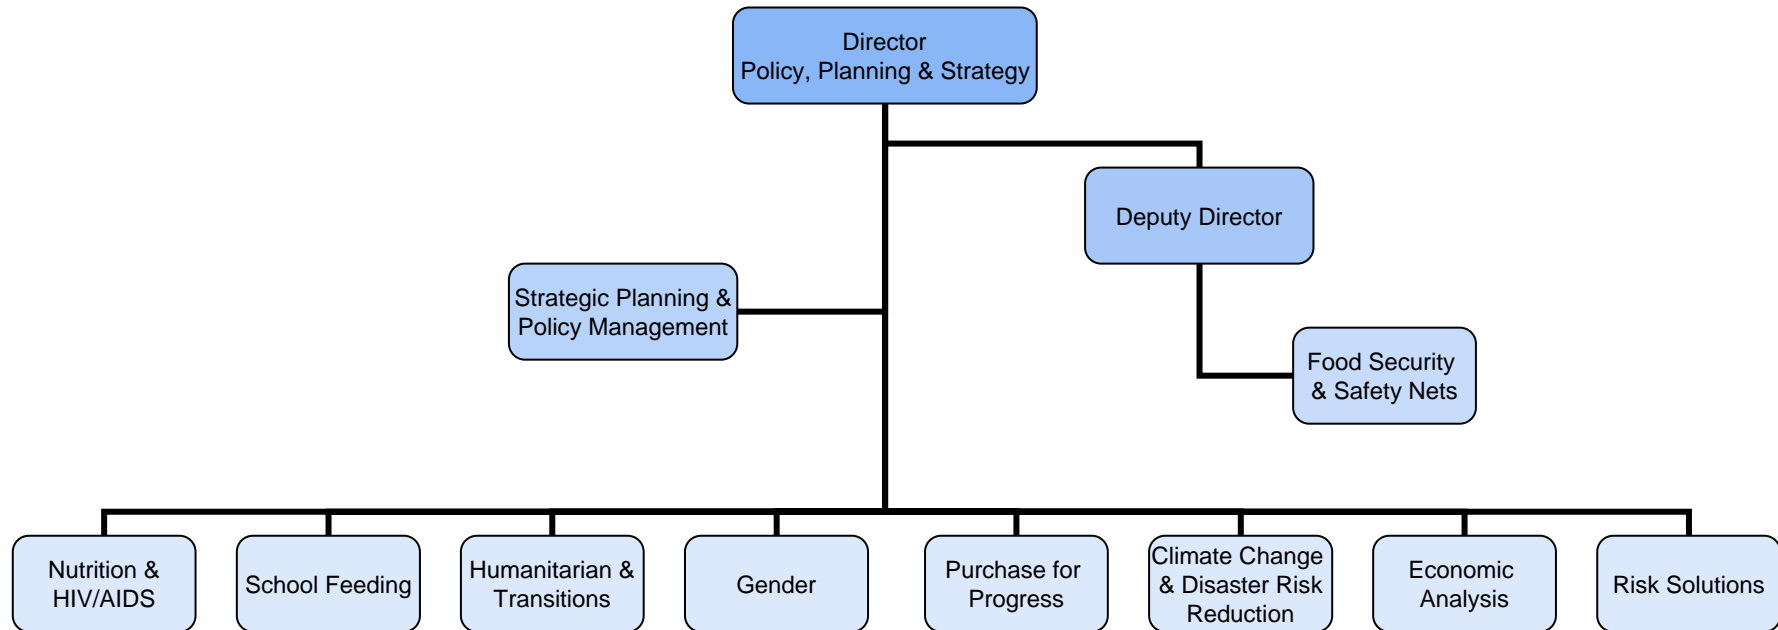 Director
Policy, Planning & Strategy
Deputy Director
Strategic Planning &
Policy Management
Food Security
& Safety Nets
Nutrition &
HIV/AIDS
School Feeding
Humanitarian &
Transitions
Gender
Purchase for
Progress
Climate Change
& Disaster Risk
Reduction
Economic
Analysis
Risk Solutions